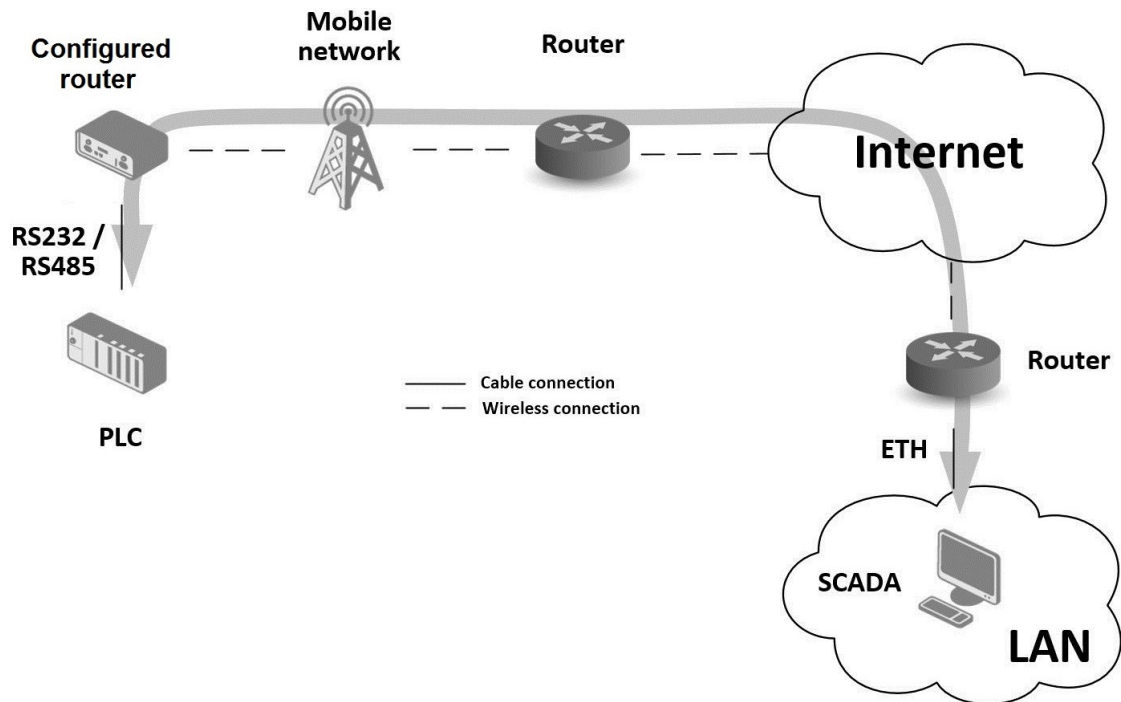 Configured
router
Mobile
network
Router
Internet
RS232 /
RS485
PLC
Cable connection
Wireless connection
Router
ETH
SCADA
LAN